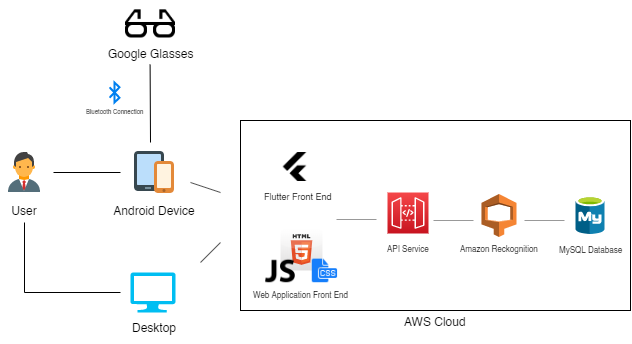 Google Glasses
Bluetooth Connection
User
Android Device
Flutter Front End
HTML
5
JS
CSS
Web Application Front End
API Service
Amazon Reckognition
My
MySQL Database
Desktop
AWS Cloud